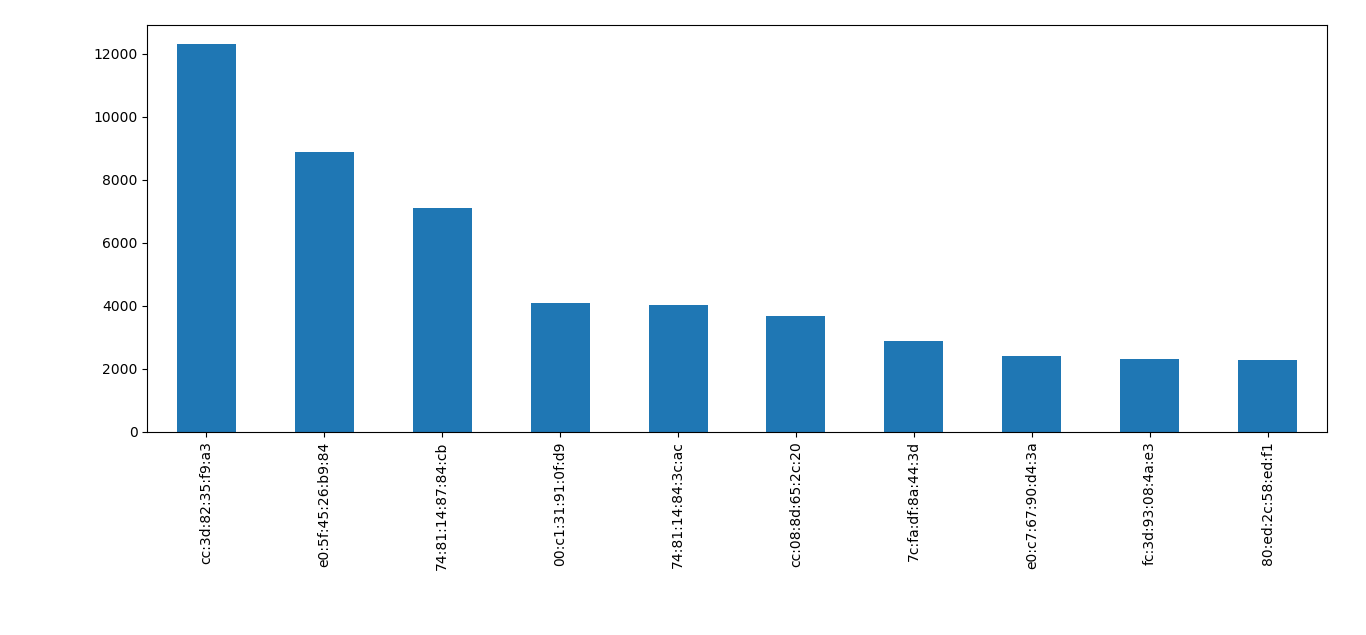 12000
10000
8000
6000
4000
2000
0
cc:3d:82:35:f9:a3
e0:5f:45:26:b9:84
74:81:14:87:84:cb
00:c1:31:91:0f:d9
74:81:14:84:3c:ac
cc:08:8d:65:2c:20
7c:fa:df:8a:44:3d
e0:c7:67:90:d4:3a
fc:3d:93:08:4a:e3
80:ed:2c:58:ed:f1